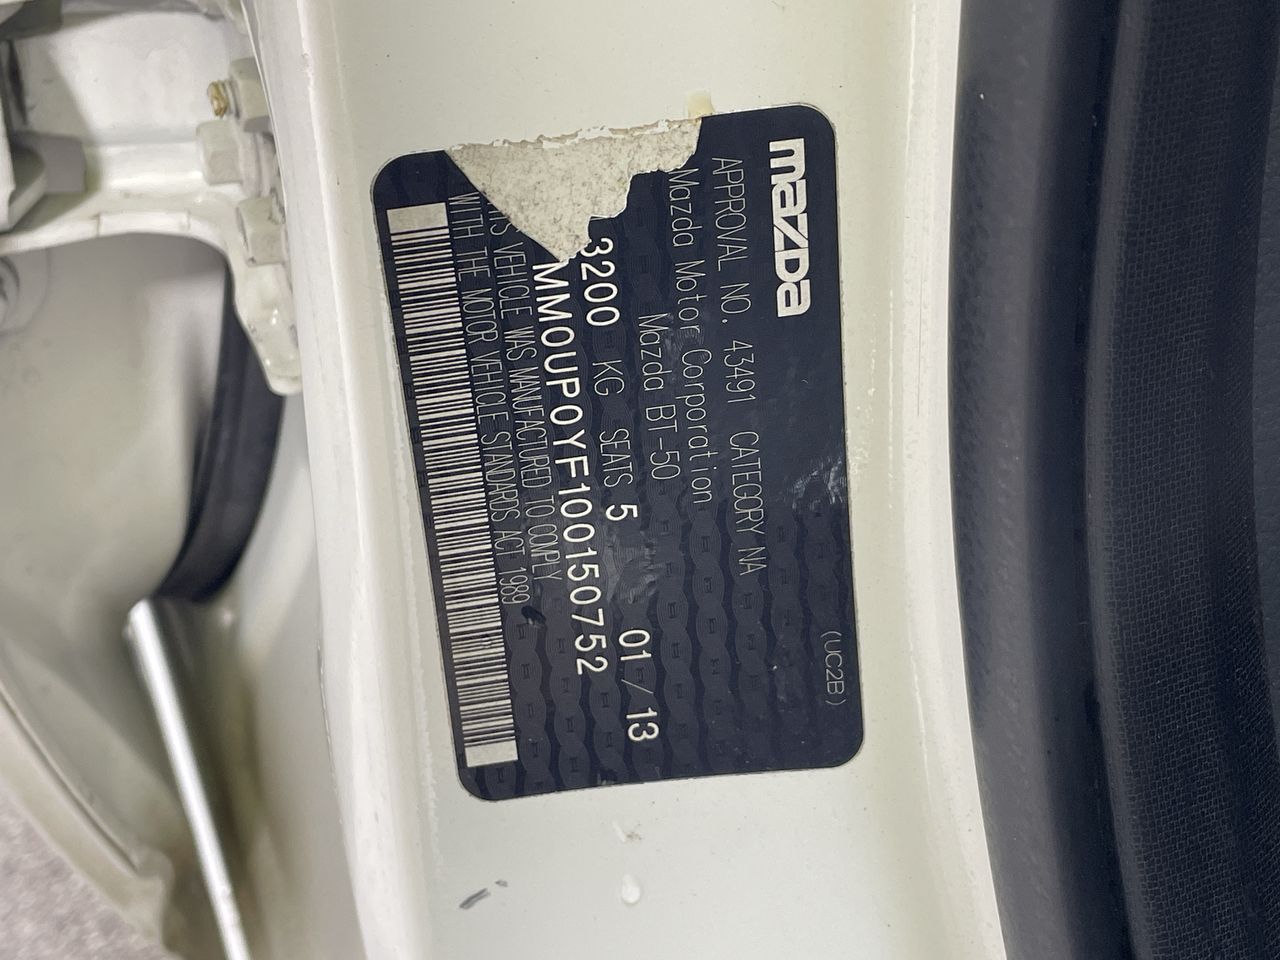 mazda
(UC2B)
APPROVAL NO. 43491 CATEGORY NA
Mazda Motor Corporation
Mazda BT-50
3200 KG SEATS 5 01/13
MM0UP0YF100150752
VEHICLE WAS MANUFACTURED TO COMPLY
WITH THE MOTOR VEHICLE STANDARDS ACT 1989